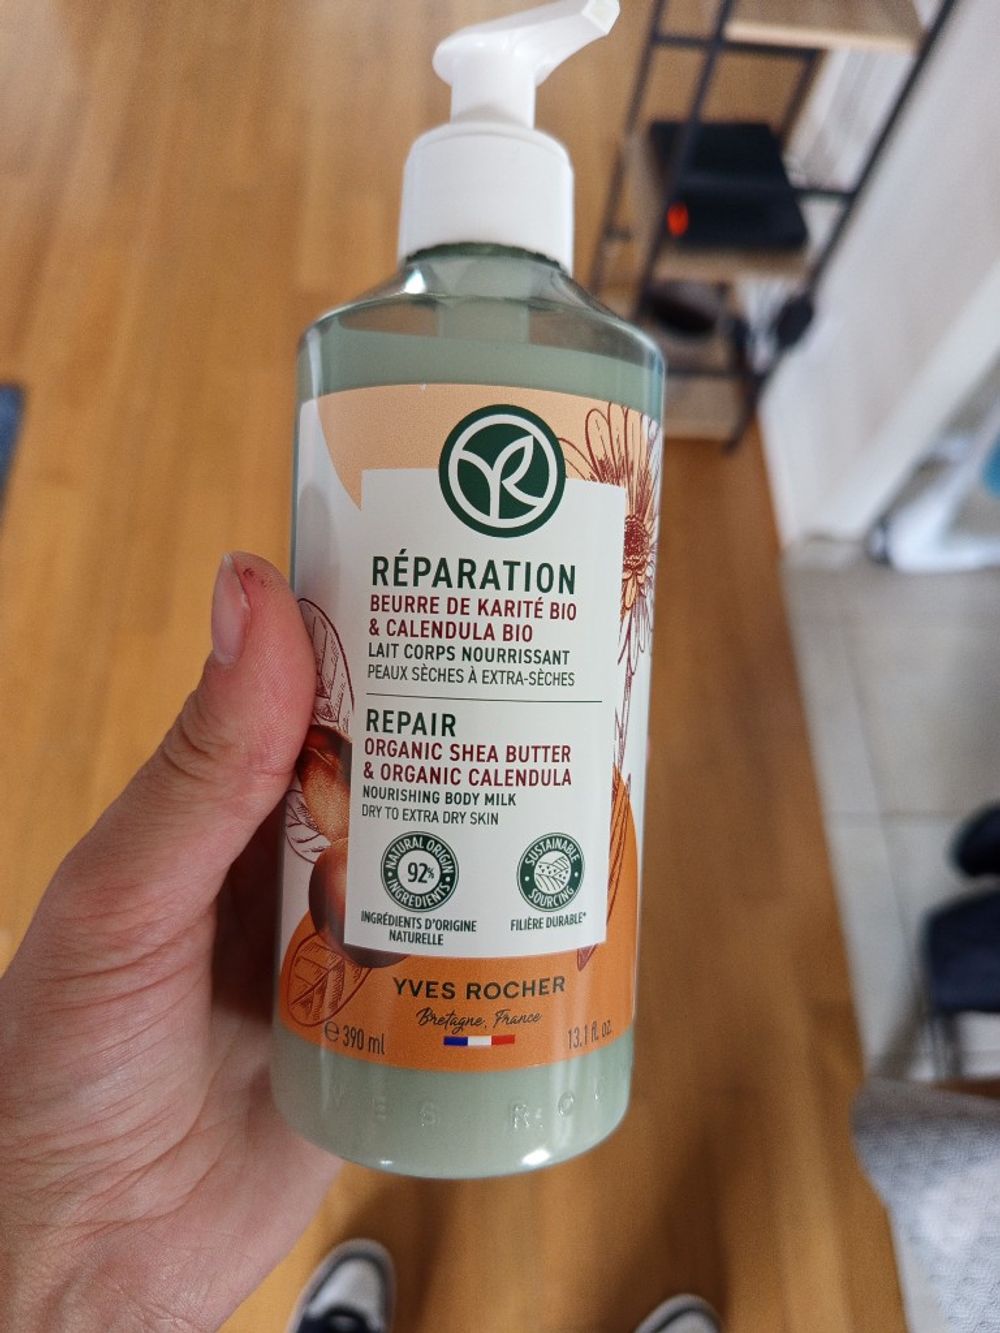 RÉPARATION
BEURRE DE KARITÉ BIO
& CALENDULA BIO
LAIT CORPS NOURRISSANT
PEAUX SÈCHES À EXTRA-SÈCHES
REPAIR
ORGANIC SHEA BUTTER
& ORGANIC CALENDULA
NOURISHING BODY MILK
DRY TO EXTRA DRY SKIN
NATURAL ORIGIN
92%
INGREDIENTS
INGRÉDIENTS D'ORIGINE
NATURELLE
SUSTAINABLE
SOURCING
FILIÈRE DURABLE*
YVES ROCHER
Bretagne, France
e 390 ml
13.1 fl. oz.